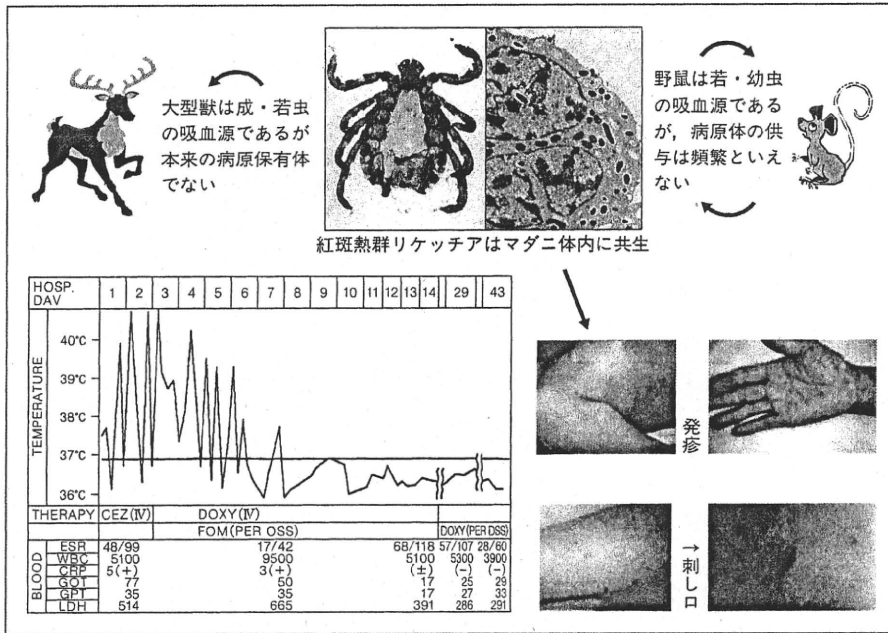 大型獣は成・若虫
の吸血源であるが
本来の病原保有体
でない
野鼠は若・幼虫
の吸血源である
が，病原体の供
与は頻繁といえ
ない
紅斑熱群リケッチアはマダニ体内に共生
HOSP.
DAV 1 2 3 4 5 6 7 8 9 10 11 12 13 14 29 43
TEMPERATURE
40°C
39°C
38°C
37°C
36°C
THERAPY CEZ(IV) DOXY(IV)
FOM(PER OSS) DOXY(PER DSS)
BLOOD
ESR 48/99 17/42 68/118 57/107 28/60
WBC 5100 9500 5100 5300 3900
CRP 5(+) 3(+) (±) (-) (-)
GOT 77 50 17 25 29
GPT 35 35 17 27 33
LDH 514 665 391 286 291
発疹
→刺し口